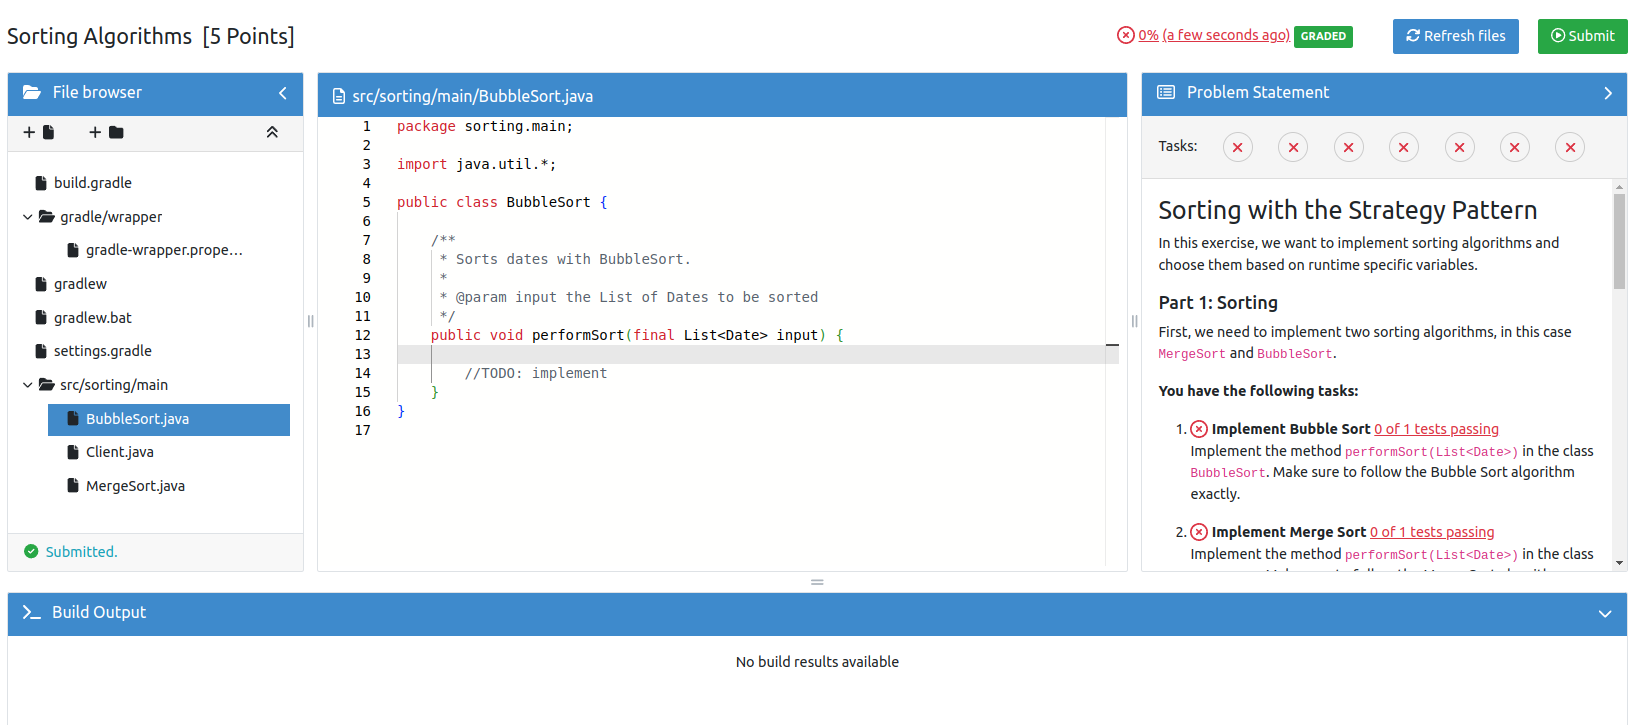 Sorting Algorithms [5 Points]
0% (a few seconds ago) GRADED
Refresh files
Submit
File browser
build.gradle
gradle/wrapper
gradle-wrapper.prope...
gradlew
gradlew.bat
settings.gradle
src/sorting/main
BubbleSort.java
Client.java
MergeSort.java
Submitted.
src/sorting/main/BubbleSort.java
1 package sorting.main;
2
3 import java.util.*;
4
5 public class BubbleSort {
6
7 /**
8 * Sorts dates with BubbleSort.
9 *
10 * @param input the List of Dates to be sorted
11 */
12 public void performSort(final List<Date> input) {
13
14 //TODO: implement
15 }
16 }
17
Problem Statement
Tasks:
Sorting with the Strategy Pattern
In this exercise, we want to implement sorting algorithms and
choose them based on runtime specific variables.
Part 1: Sorting
First, we need to implement two sorting algorithms, in this case
MergeSort and BubbleSort.
You have the following tasks:
1. Implement Bubble Sort 0 of 1 tests passing
Implement the method performSort(List<Date>) in the class
BubbleSort. Make sure to follow the Bubble Sort algorithm
exactly.
2. Implement Merge Sort 0 of 1 tests passing
Implement the method performSort(List<Date>) in the class
Build Output
No build results available